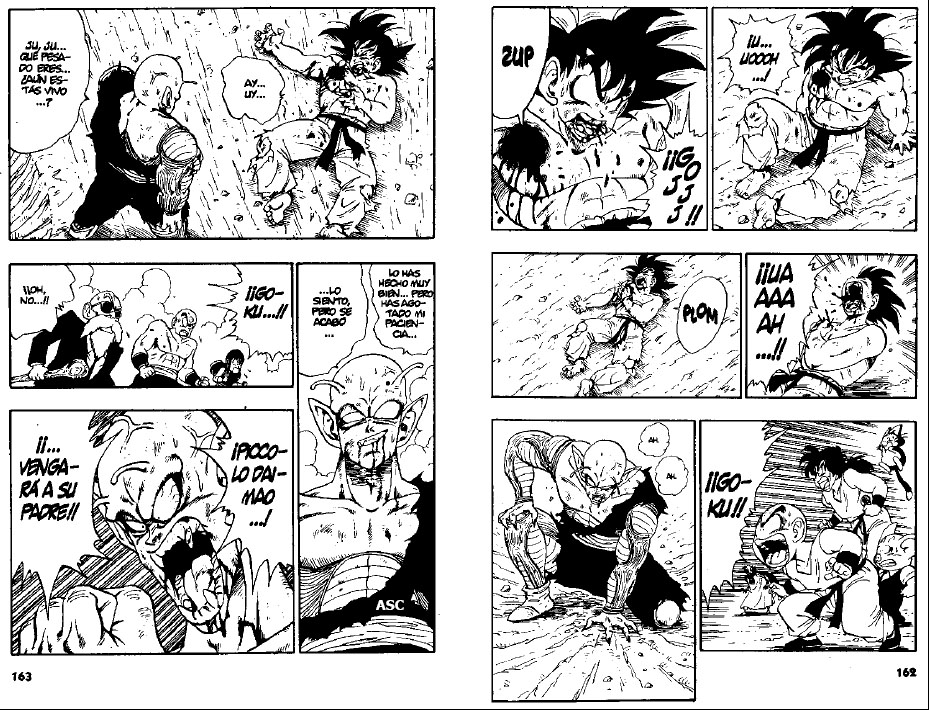 ¡U...
UOOOH
...!
ZUP
¡¡GO
J
J
J!!
¡¡UA
AAA
AH
....!!
PLOM
¡¡GO-
KU!!
AH.
AH.
162
AY...
UY...
JU, JU...
QUÉ PESA-
DO ERES...
¿AÚN ES-
TÁS VIVO
...?
LO HAS
HECHO MUY
BIEN... PERO
HAS AGO-
TADO MI
PACIEN-
CIA...
...LO
SIENTO,
PERO SE
ACABÓ
...
¡¡GO-
KU....!!
¡¡OH,
NO...!!
¡PICCO-
LO DAI-
MAO
...!
¡¡...
VENGA-
RÁ A SU
PADRE!!
ASC
163